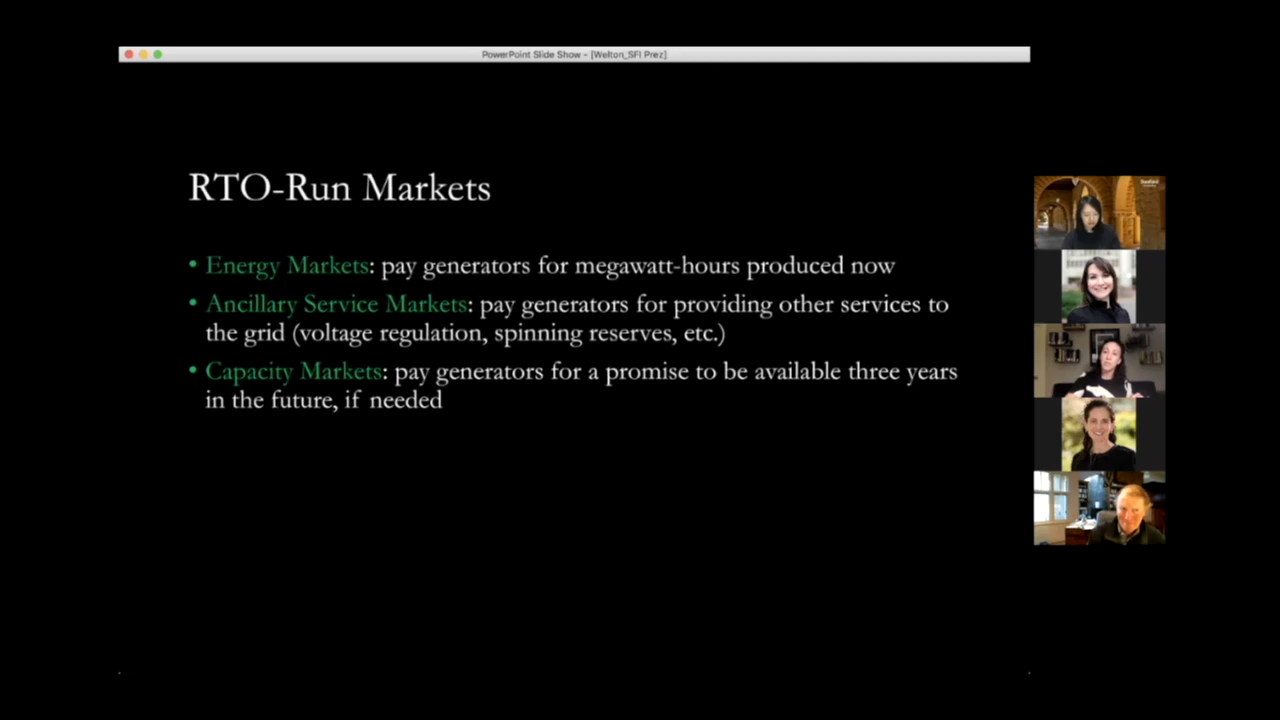 PowerPoint Slide Show - [Welton_SFI Prez]
RTO-Run Markets
• Energy Markets: pay generators for megawatt-hours produced now
• Ancillary Service Markets: pay generators for providing other services to
the grid (voltage regulation, spinning reserves, etc.)
• Capacity Markets: pay generators for a promise to be available three years
in the future, if needed